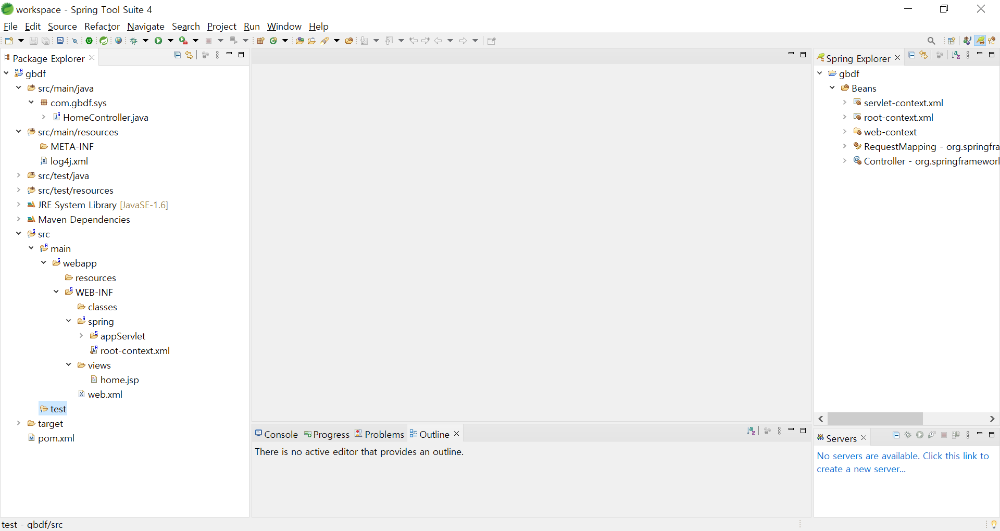 workspace - Spring Tool Suite 4
File Edit Source Refactor Navigate Search Project Run Window Help
Package Explorer
gbdf
src/main/java
com.gbdf.sys
HomeController.java
src/main/resources
META-INF
log4j.xml
src/test/java
src/test/resources
JRE System Library [JavaSE-1.6]
Maven Dependencies
src
main
webapp
resources
WEB-INF
classes
spring
appServlet
root-context.xml
views
home.jsp
web.xml
test
target
pom.xml
Console Progress Problems Outline
There is no active editor that provides an outline.
Spring Explorer
gbdf
Beans
servlet-context.xml
root-context.xml
web-context
RequestMapping - org.springfra
Controller - org.springframework
Servers
No servers are available. Click this link to
create a new server...
test - gbdf/src